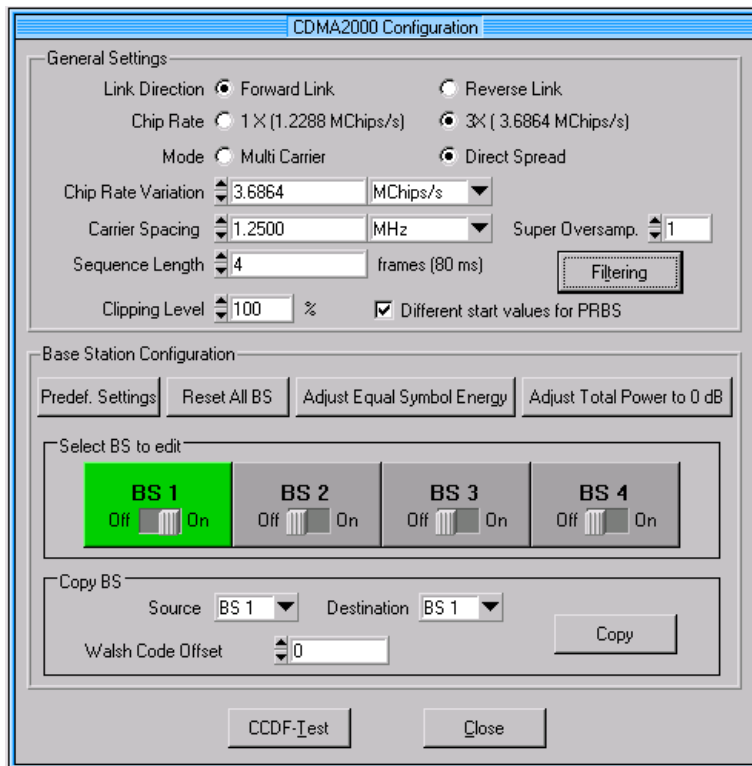 CDMA2000 Configuration
General Settings
Link Direction Forward Link Reverse Link
Chip Rate 1 X (1.2288 MChips/s) 3X ( 3.6864 MChips/s)
Mode Multi Carrier Direct Spread
Chip Rate Variation 3.6864 MChips/s
Carrier Spacing 1.2500 MHz Super Oversamp. 1
Sequence Length 4 frames (80 ms) Filtering
Clipping Level 100 % Different start values for PRBS
Base Station Configuration
Predef. Settings Reset All BS Adjust Equal Symbol Energy Adjust Total Power to 0 dB
Select BS to edit
BS 1 BS 2 BS 3 BS 4
Off On Off On Off On Off On
Copy BS
Source BS 1 Destination BS 1
Copy
Walsh Code Offset 0
CCDF-Test Close